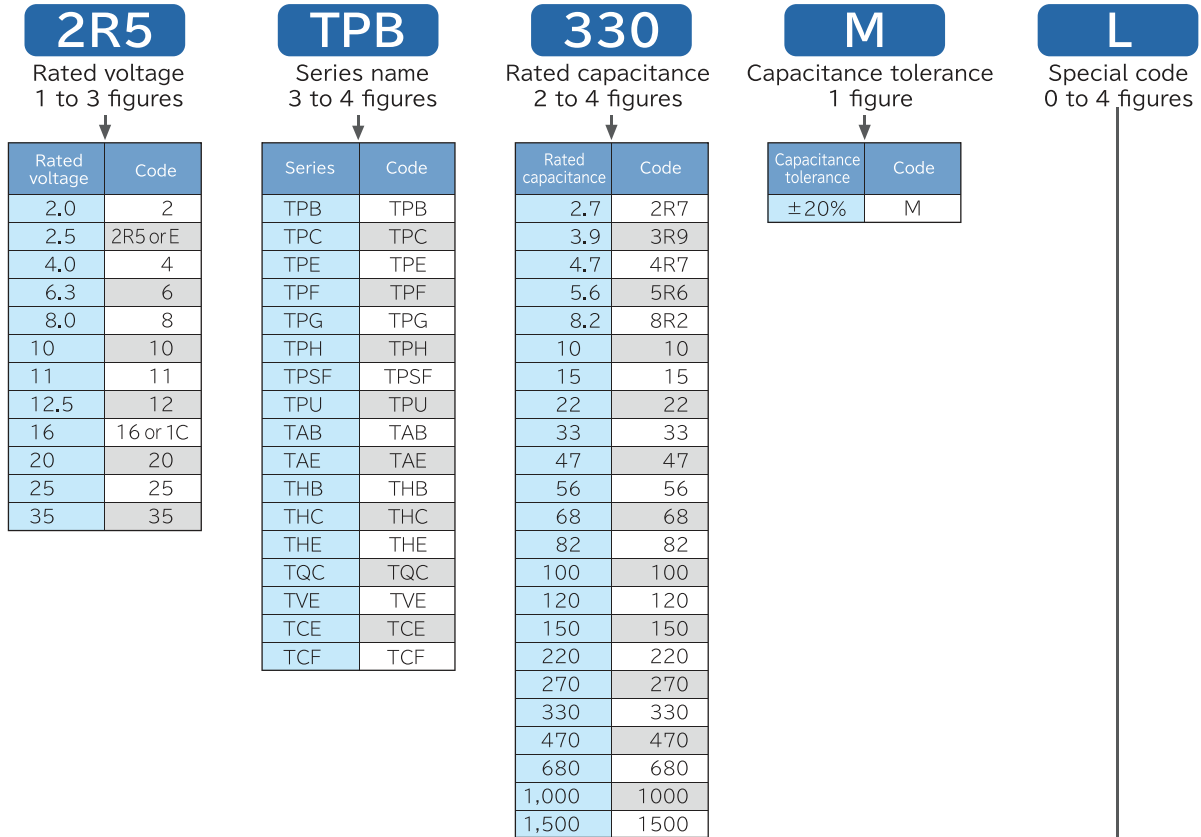 2R5 TPB 330 M L
Rated voltage Series name Rated capacitance Capacitance tolerance Special code
1 to 3 figures 3 to 4 figures 2 to 4 figures 1 figure 0 to 4 figures
Rated voltage Code
2.0 2
2.5 2R5 or E
4.0 4
6.3 6
8.0 8
10 10
11 11
12.5 12
16 16 or 1C
20 20
25 25
35 35
Series Code
TPB TPB
TPC TPC
TPE TPE
TPF TPF
TPG TPG
TPH TPH
TPSF TPSF
TPU TPU
TAB TAB
TAE TAE
THB THB
THC THC
THE THE
TQC TQC
TVE TVE
TCE TCE
TCF TCF
Rated capacitance Code
2.7 2R7
3.9 3R9
4.7 4R7
5.6 5R6
8.2 8R2
10 10
15 15
22 22
33 33
47 47
56 56
68 68
82 82
100 100
120 120
150 150
220 220
270 270
330 330
470 470
680 680
1,000 1000
1,500 1500
Capacitance tolerance Code
±20% M